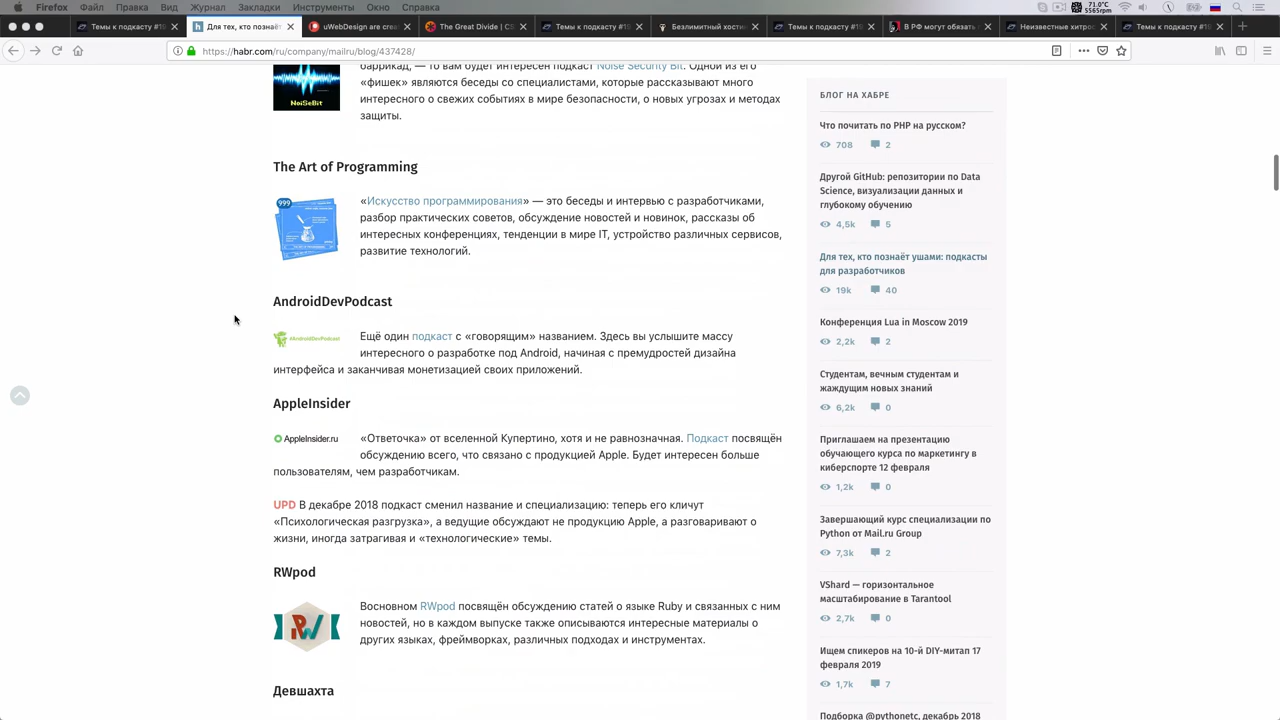 Firefox Файл Правка Вид Журнал Закладки Инструменты Окно Справка
71.0°C
5565rpm
Темы к подкасту #19
Для тех, кто познаёт
uWebDesign are crea
The Great Divide | CS
Темы к подкасту #19
Безлимитный хостин
Темы к подкасту #19
В РФ могут обязать
Неизвестные хитрос
Темы к подкасту #19
https://habr.com/ru/company/mailru/blog/437428/
баррикад, — то вам будет интересен подкаст Noise Security Bit. Одной из его
«фишек» являются беседы со специалистами, которые рассказывают много
интересного о свежих событиях в мире безопасности, о новых угрозах и методах
защиты.
NoiSeBit
The Art of Programming
999
«Искусство программирования» — это беседы и интервью с разработчиками,
разбор практических советов, обсуждение новостей и новинок, рассказы об
интересных конференциях, тенденции в мире IT, устройство различных сервисов,
развитие технологий.
AndroidDevPodcast
#AndroidDevPodcast
Ещё один подкаст с «говорящим» названием. Здесь вы услышите массу
интересного о разработке под Android, начиная с премудростей дизайна
интерфейса и заканчивая монетизацией своих приложений.
AppleInsider
AppleInsider.ru
«Ответочка» от вселенной Купертино, хотя и не равнозначная. Подкаст посвящён
обсуждению всего, что связано с продукцией Apple. Будет интересен больше
пользователям, чем разработчикам.
UPD В декабре 2018 подкаст сменил название и специализацию: теперь его кличут
«Психологическая разгрузка», а ведущие обсуждают не продукцию Apple, а разговаривают о
жизни, иногда затрагивая и «технологические» темы.
RWpod
RW
Восновном RWpod посвящён обсуждению статей о языке Ruby и связанных с ним
новостей, но в каждом выпуске также описываются интересные материалы о
других языках, фреймворках, различных подходах и инструментах.
Девшахта
БЛОГ НА ХАБРЕ
Что почитать по PHP на русском?
708 2
Другой GitHub: репозитории по Data
Science, визуализации данных и
глубокому обучению
4,5k 5
Для тех, кто познаёт ушами: подкасты
для разработчиков
19k 40
Конференция Lua in Moscow 2019
2,2k 2
Студентам, вечным студентам и
жаждущим новых знаний
6,2k 0
Приглашаем на презентацию
обучающего курса по маркетингу в
киберспорте 12 февраля
1,2k 0
Завершающий курс специализации по
Python от Mail.ru Group
7,3k 2
VShard — горизонтальное
масштабирование в Tarantool
2,7k 0
Ищем спикеров на 10-й DIY-митап 17
февраля 2019
1,7k 7
Подборка @pythonetc, декабрь 2018